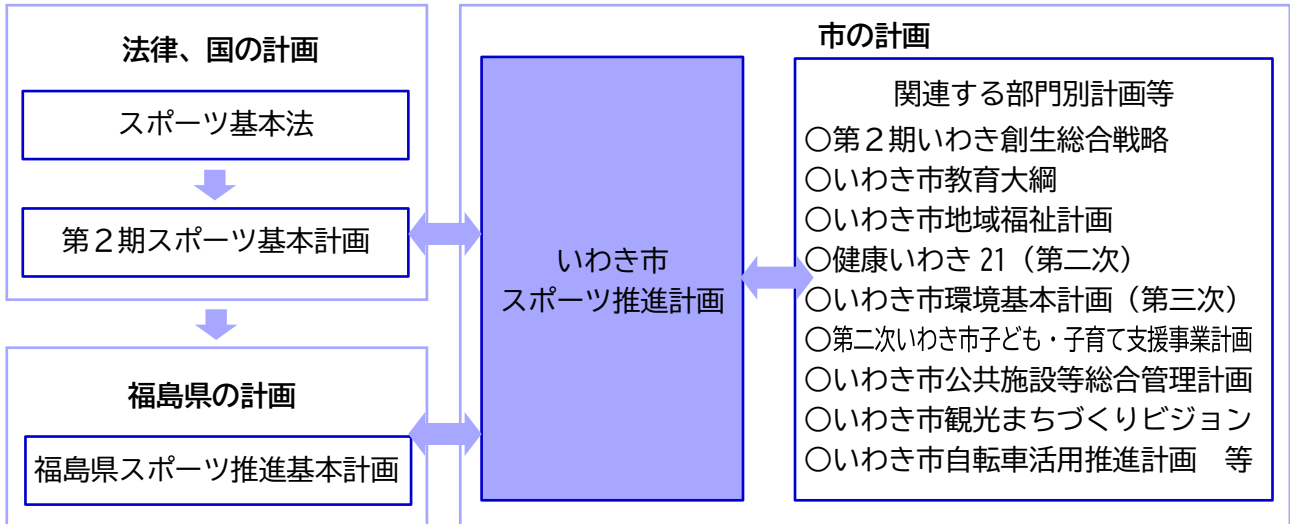 法律、国の計画
スポーツ基本法
第２期スポーツ基本計画
福島県の計画
福島県スポーツ推進基本計画
市の計画
いわき市
スポーツ推進計画
関連する部門別計画等
○第２期いわき創生総合戦略
○いわき市教育大綱
○いわき市地域福祉計画
○健康いわき 21（第二次）
○いわき市環境基本計画（第三次）
○第二次いわき市子ども・子育て支援事業計画
○いわき市公共施設等総合管理計画
○いわき市観光まちづくりビジョン
○いわき市自転車活用推進計画　等